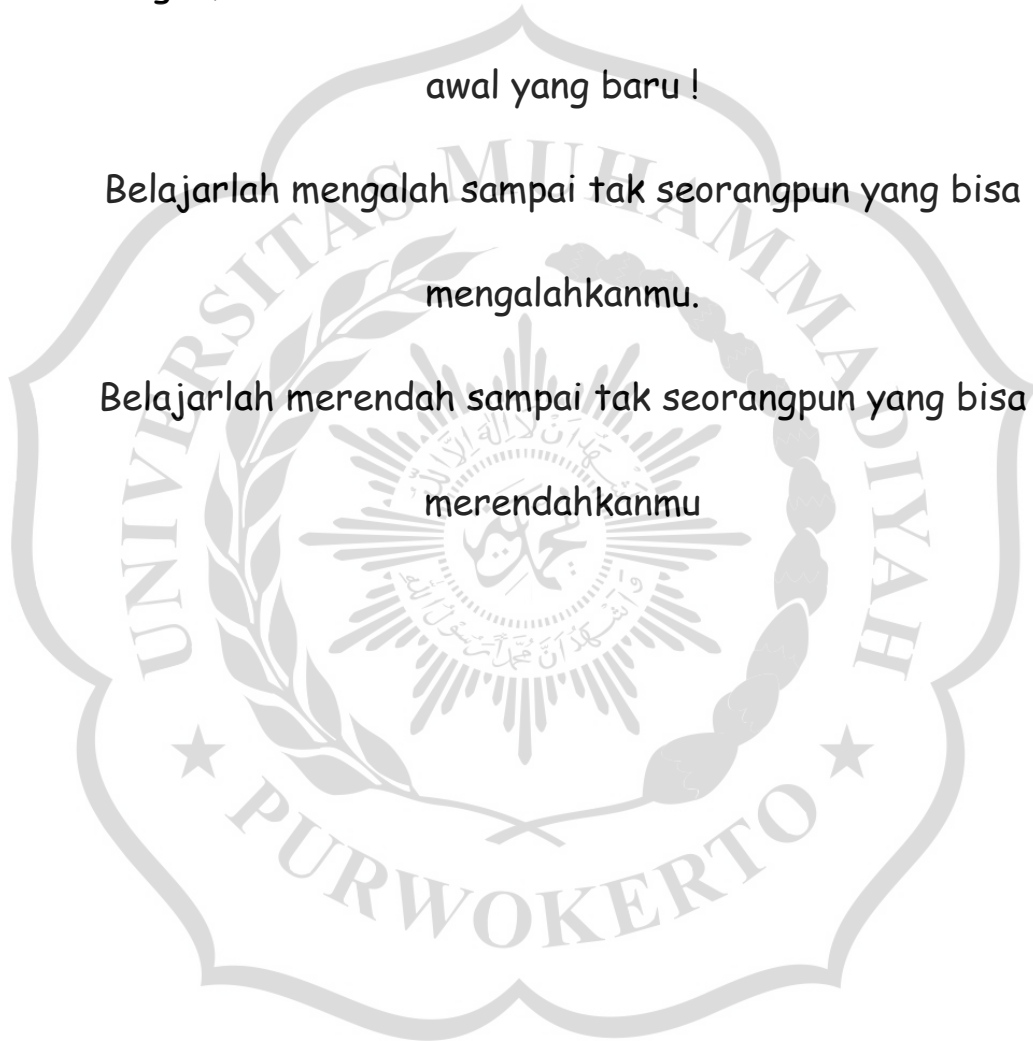 awal yang baru !
Belajarlah mengalah sampai tak seorangpun yang bisa
mengalahkanmu.
Belajarlah merendah sampai tak seorangpun yang bisa
merendahkanmu
UNIVERSITAS MUHAMMADIYAH
PURWOKERTO